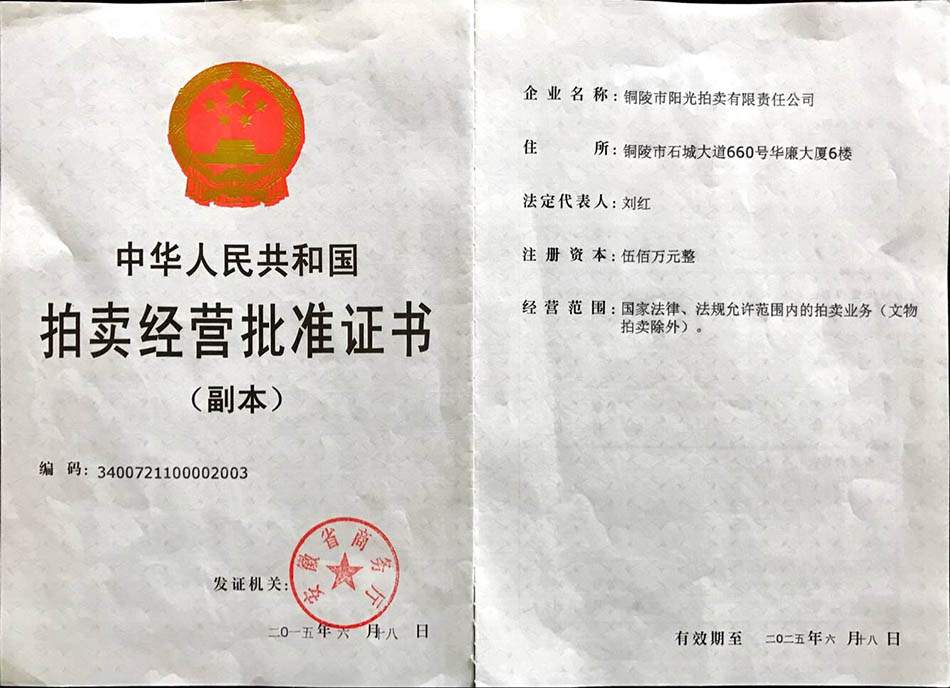 中华人民共和国
拍卖经营批准证书
（副本）
编 码：3400721100002003
安徽省商务厅
发证机关：
二〇一五年六月十八日
企业名称：铜陵市阳光拍卖有限责任公司
住 所：铜陵市石城大道660号华廉大厦6楼
法定代表人：刘红
注册资本：伍佰万元整
经营范围：国家法律、法规允许范围内的拍卖业务（文物
拍卖除外）。
有效期至 二〇二五年六月十八日